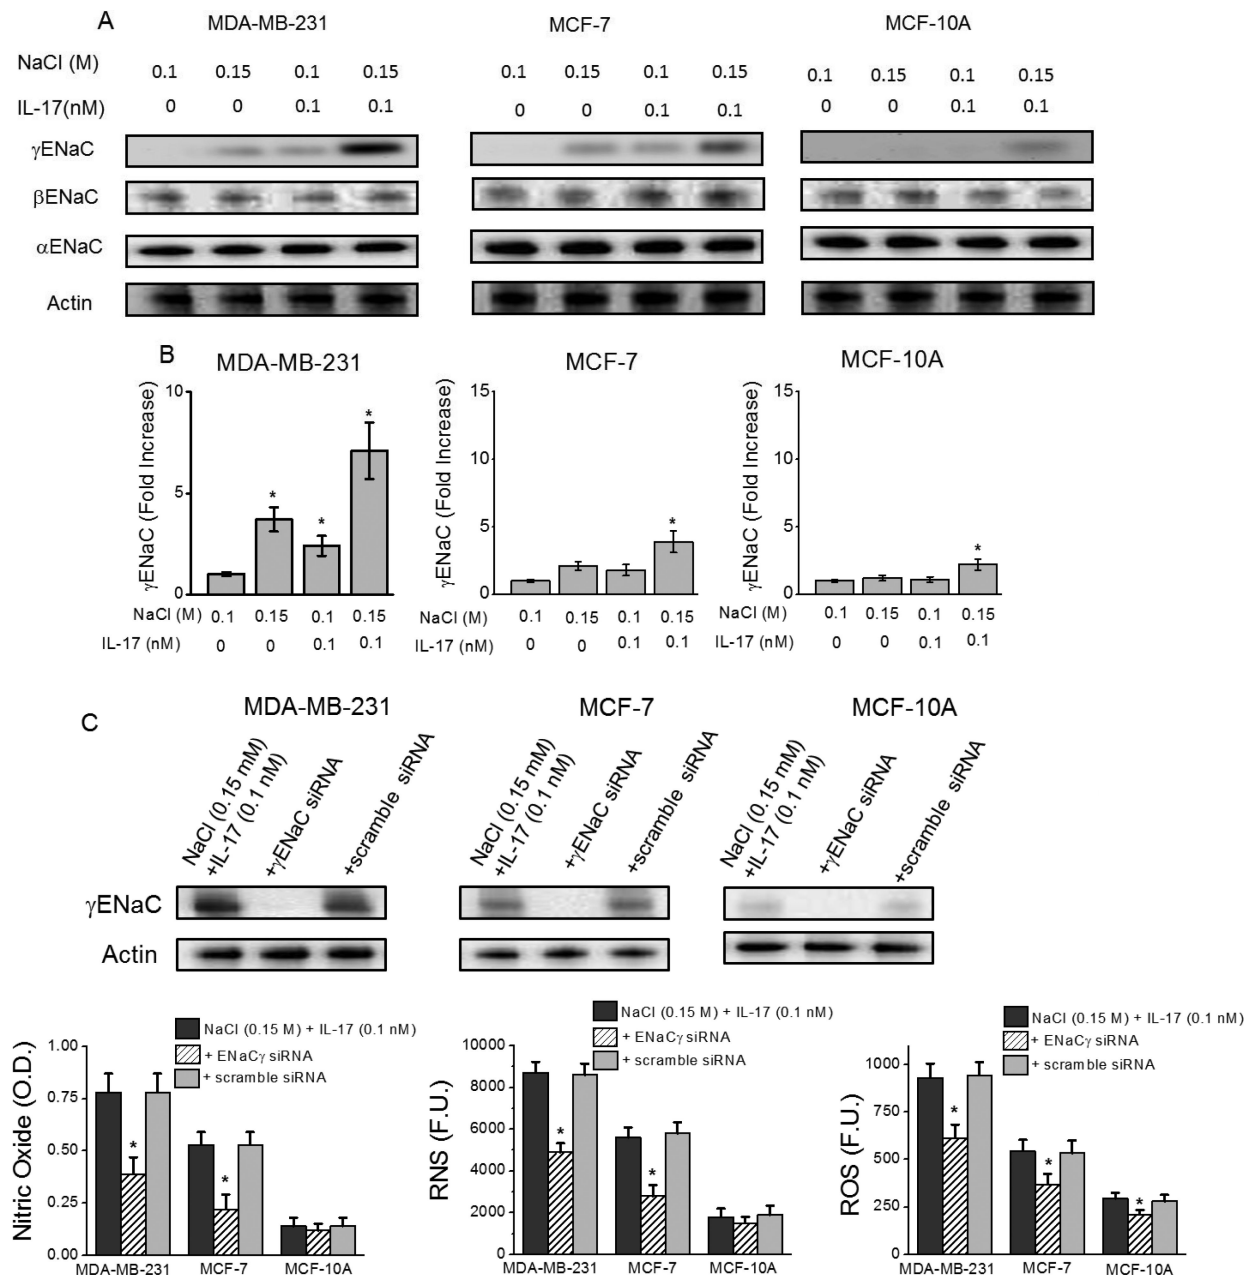 A
MDA-MB-231
MCF-7
MCF-10A
NaCl (M)
0.1 0.15 0.1 0.15
0.1 0.15 0.1 0.15
0.1 0.15 0.1 0.15
IL-17(nM)
0 0 0.1 0.1
0 0 0.1 0.1
0 0 0.1 0.1
γENaC
βENaC
αENaC
Actin
B
MDA-MB-231
MCF-7
MCF-10A
γENaC (Fold Increase)
10
5
0
*
*
*
γENaC (Fold Increase)
15
10
5
0
*
γENaC (Fold Increase)
15
10
5
0
*
NaCl (M)
0.1 0.15 0.1 0.15
IL-17 (nM)
0 0 0.1 0.1
NaCl (M)
0.1 0.15 0.1 0.15
IL-17 (nM)
0 0 0.1 0.1
NaCl (M)
0.1 0.15 0.1 0.15
IL-17 (nM)
0 0 0.1 0.1
C
MDA-MB-231
MCF-7
MCF-10A
NaCl (0.15 mM)
+IL-17 (0.1 nM)
+γENaC siRNA
+scramble siRNA
NaCl (0.15 mM)
+IL-17 (0.1 nM)
+γENaC siRNA
+scramble siRNA
NaCl (0.15 mM)
+IL-17 (0.1 nM)
+γENaC siRNA
+scramble siRNA
γENaC
Actin
NaCl (0.15 M) + IL-17 (0.1 nM)
+ ENaCγ siRNA
+ scramble siRNA
Nitric Oxide (O.D.)
1.00
0.75
0.50
0.25
0.00
*
*
MDA-MB-231 MCF-7 MCF-10A
NaCl (0.15 M) + IL-17 (0.1 nM)
+ ENaCγ siRNA
+ scramble siRNA
RNS (F.U.)
10000
8000
6000
4000
2000
0
*
*
MDA-MB-231 MCF-7 MCF-10A
NaCl (0.15 M) + IL-17 (0.1 nM)
+ ENaCγ siRNA
+ scramble siRNA
ROS (F.U.)
1000
750
500
250
0
*
*
*
MDA-MB-231 MCF-7 MCF-10A